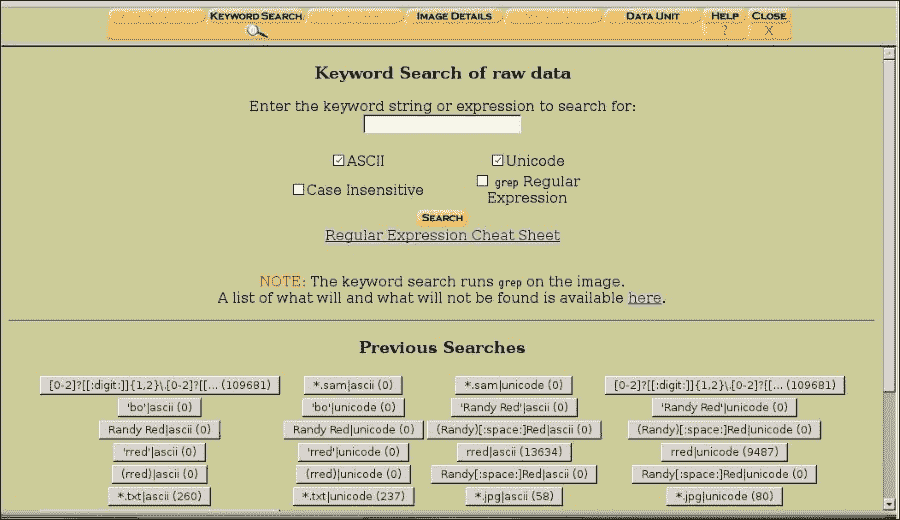 KEYWORD SEARCH IMAGE DETAILS DATA UNIT HELP CLOSE
? X
Keyword Search of raw data
Enter the keyword string or expression to search for:
ASCII Unicode
Case Insensitive grep Regular
Expression
SEARCH
Regular Expression Cheat Sheet
NOTE: The keyword search runs grep on the image.
A list of what will and what will not be found is available here.
Previous Searches
[0-2]?[[:digit:]]{1,2}\.[0-2]?[[... (109681) *.sam|ascii (0) *.sam|unicode (0) [0-2]?[[:digit:]]{1,2}\.[0-2]?[[... (109681)
'bo'|ascii (0) 'bo'|unicode (0) 'Randy Red'|ascii (0) 'Randy Red'|unicode (0)
Randy Red|ascii (0) Randy Red|unicode (0) (Randy)[:space:]Red|ascii (0) (Randy)[:space:]Red|unicode (0)
'rred'|ascii (0) 'rred'|unicode (0) rred|ascii (13634) rred|unicode (9487)
(rred)|ascii (0) (rred)|unicode (0) Randy[:space:]Red|ascii (0) Randy[:space:]Red|unicode (0)
*.txt|ascii (260) *.txt|unicode (237) *.jpg|ascii (58) *.jpg|unicode (80)